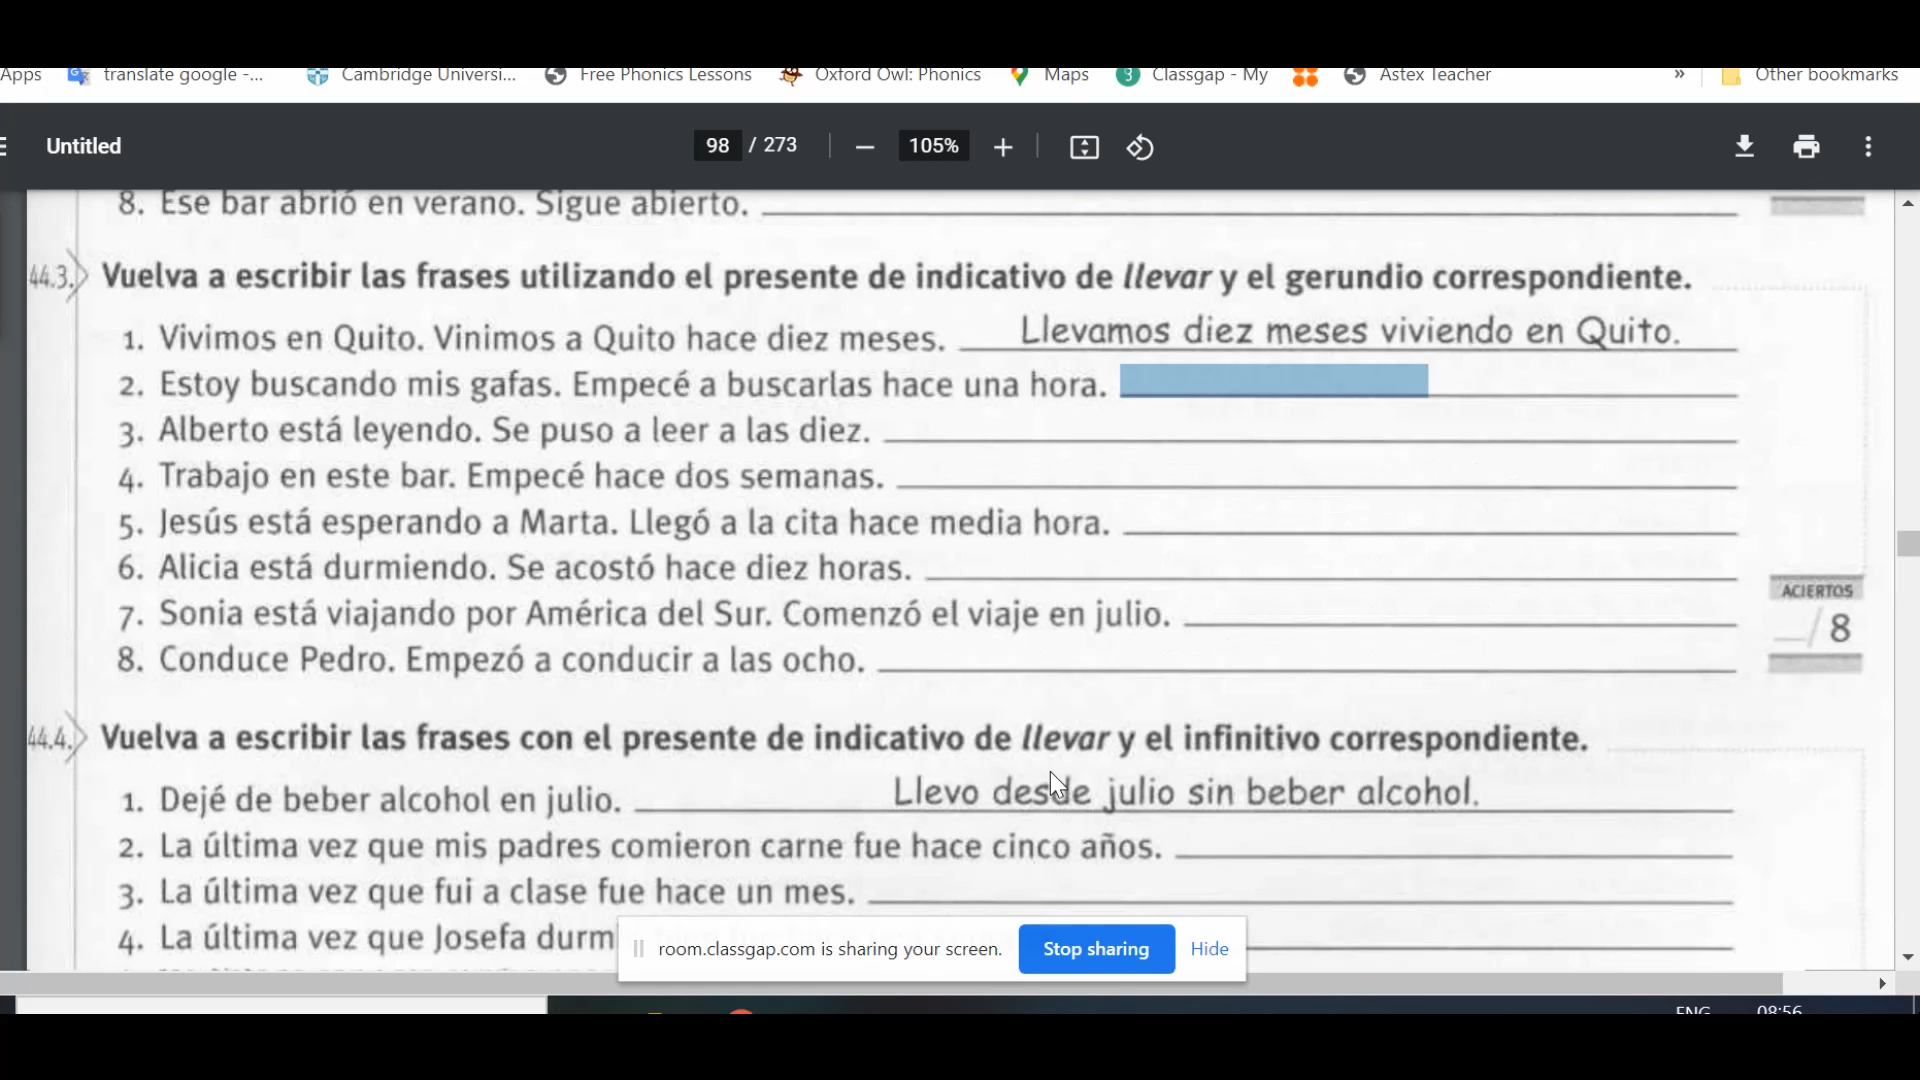 Apps translate google -... Cambridge Universi... Free Phonics Lessons Oxford Owl: Phonics Maps Classgap - My Astex Teacher » Other bookmarks
Untitled 98 / 273 105%
8. Ese bar abrió en verano. Sigue abierto.
44.3. Vuelva a escribir las frases utilizando el presente de indicativo de llevar y el gerundio correspondiente.
1. Vivimos en Quito. Vinimos a Quito hace diez meses. Llevamos diez meses viviendo en Quito.
2. Estoy buscando mis gafas. Empecé a buscarlas hace una hora.
3. Alberto está leyendo. Se puso a leer a las diez.
4. Trabajo en este bar. Empecé hace dos semanas.
5. Jesús está esperando a Marta. Llegó a la cita hace media hora.
6. Alicia está durmiendo. Se acostó hace diez horas.
7. Sonia está viajando por América del Sur. Comenzó el viaje en julio.
8. Conduce Pedro. Empezó a conducir a las ocho.
ACIERTOS
__/8
44.4. Vuelva a escribir las frases con el presente de indicativo de llevar y el infinitivo correspondiente.
1. Dejé de beber alcohol en julio. Llevo desde julio sin beber alcohol.
2. La última vez que mis padres comieron carne fue hace cinco años.
3. La última vez que fui a clase fue hace un mes.
4. La última vez que Josefa durm
room.classgap.com is sharing your screen. Stop sharing Hide
ENG 08:56